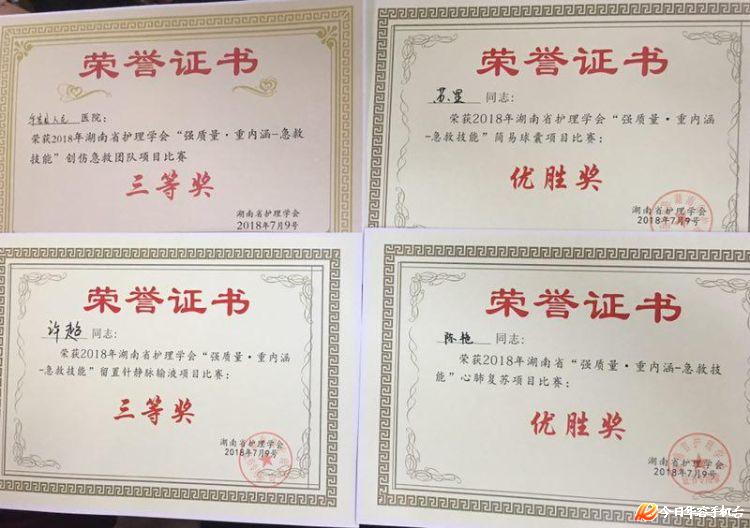 荣誉证书
医院：
荣获2018年湖南省护理学会“强质量·重内涵-急救
技能”创伤急救团队项目比赛
三等奖
湖南省护理学会
2018年7月9号
荣誉证书
苏星 同志：
荣获2018年湖南省护理学会“强质量·重内涵
-急救技能”简易球囊项目比赛：
优胜奖
湖南省护理学会
2018年7月9号
荣誉证书
许超 同志：
荣获2018年湖南省护理学会“强质量·重内涵
-急救技能”留置针静脉输液项目比赛：
三等奖
湖南省护理学会
2018年7月9号
荣誉证书
陈艳 同志：
荣获2018年湖南省“强质量·重内涵-急救技
能”心肺复苏项目比赛：
优胜奖
湖南省护理学会
2018年7月9号
今日华容手机台